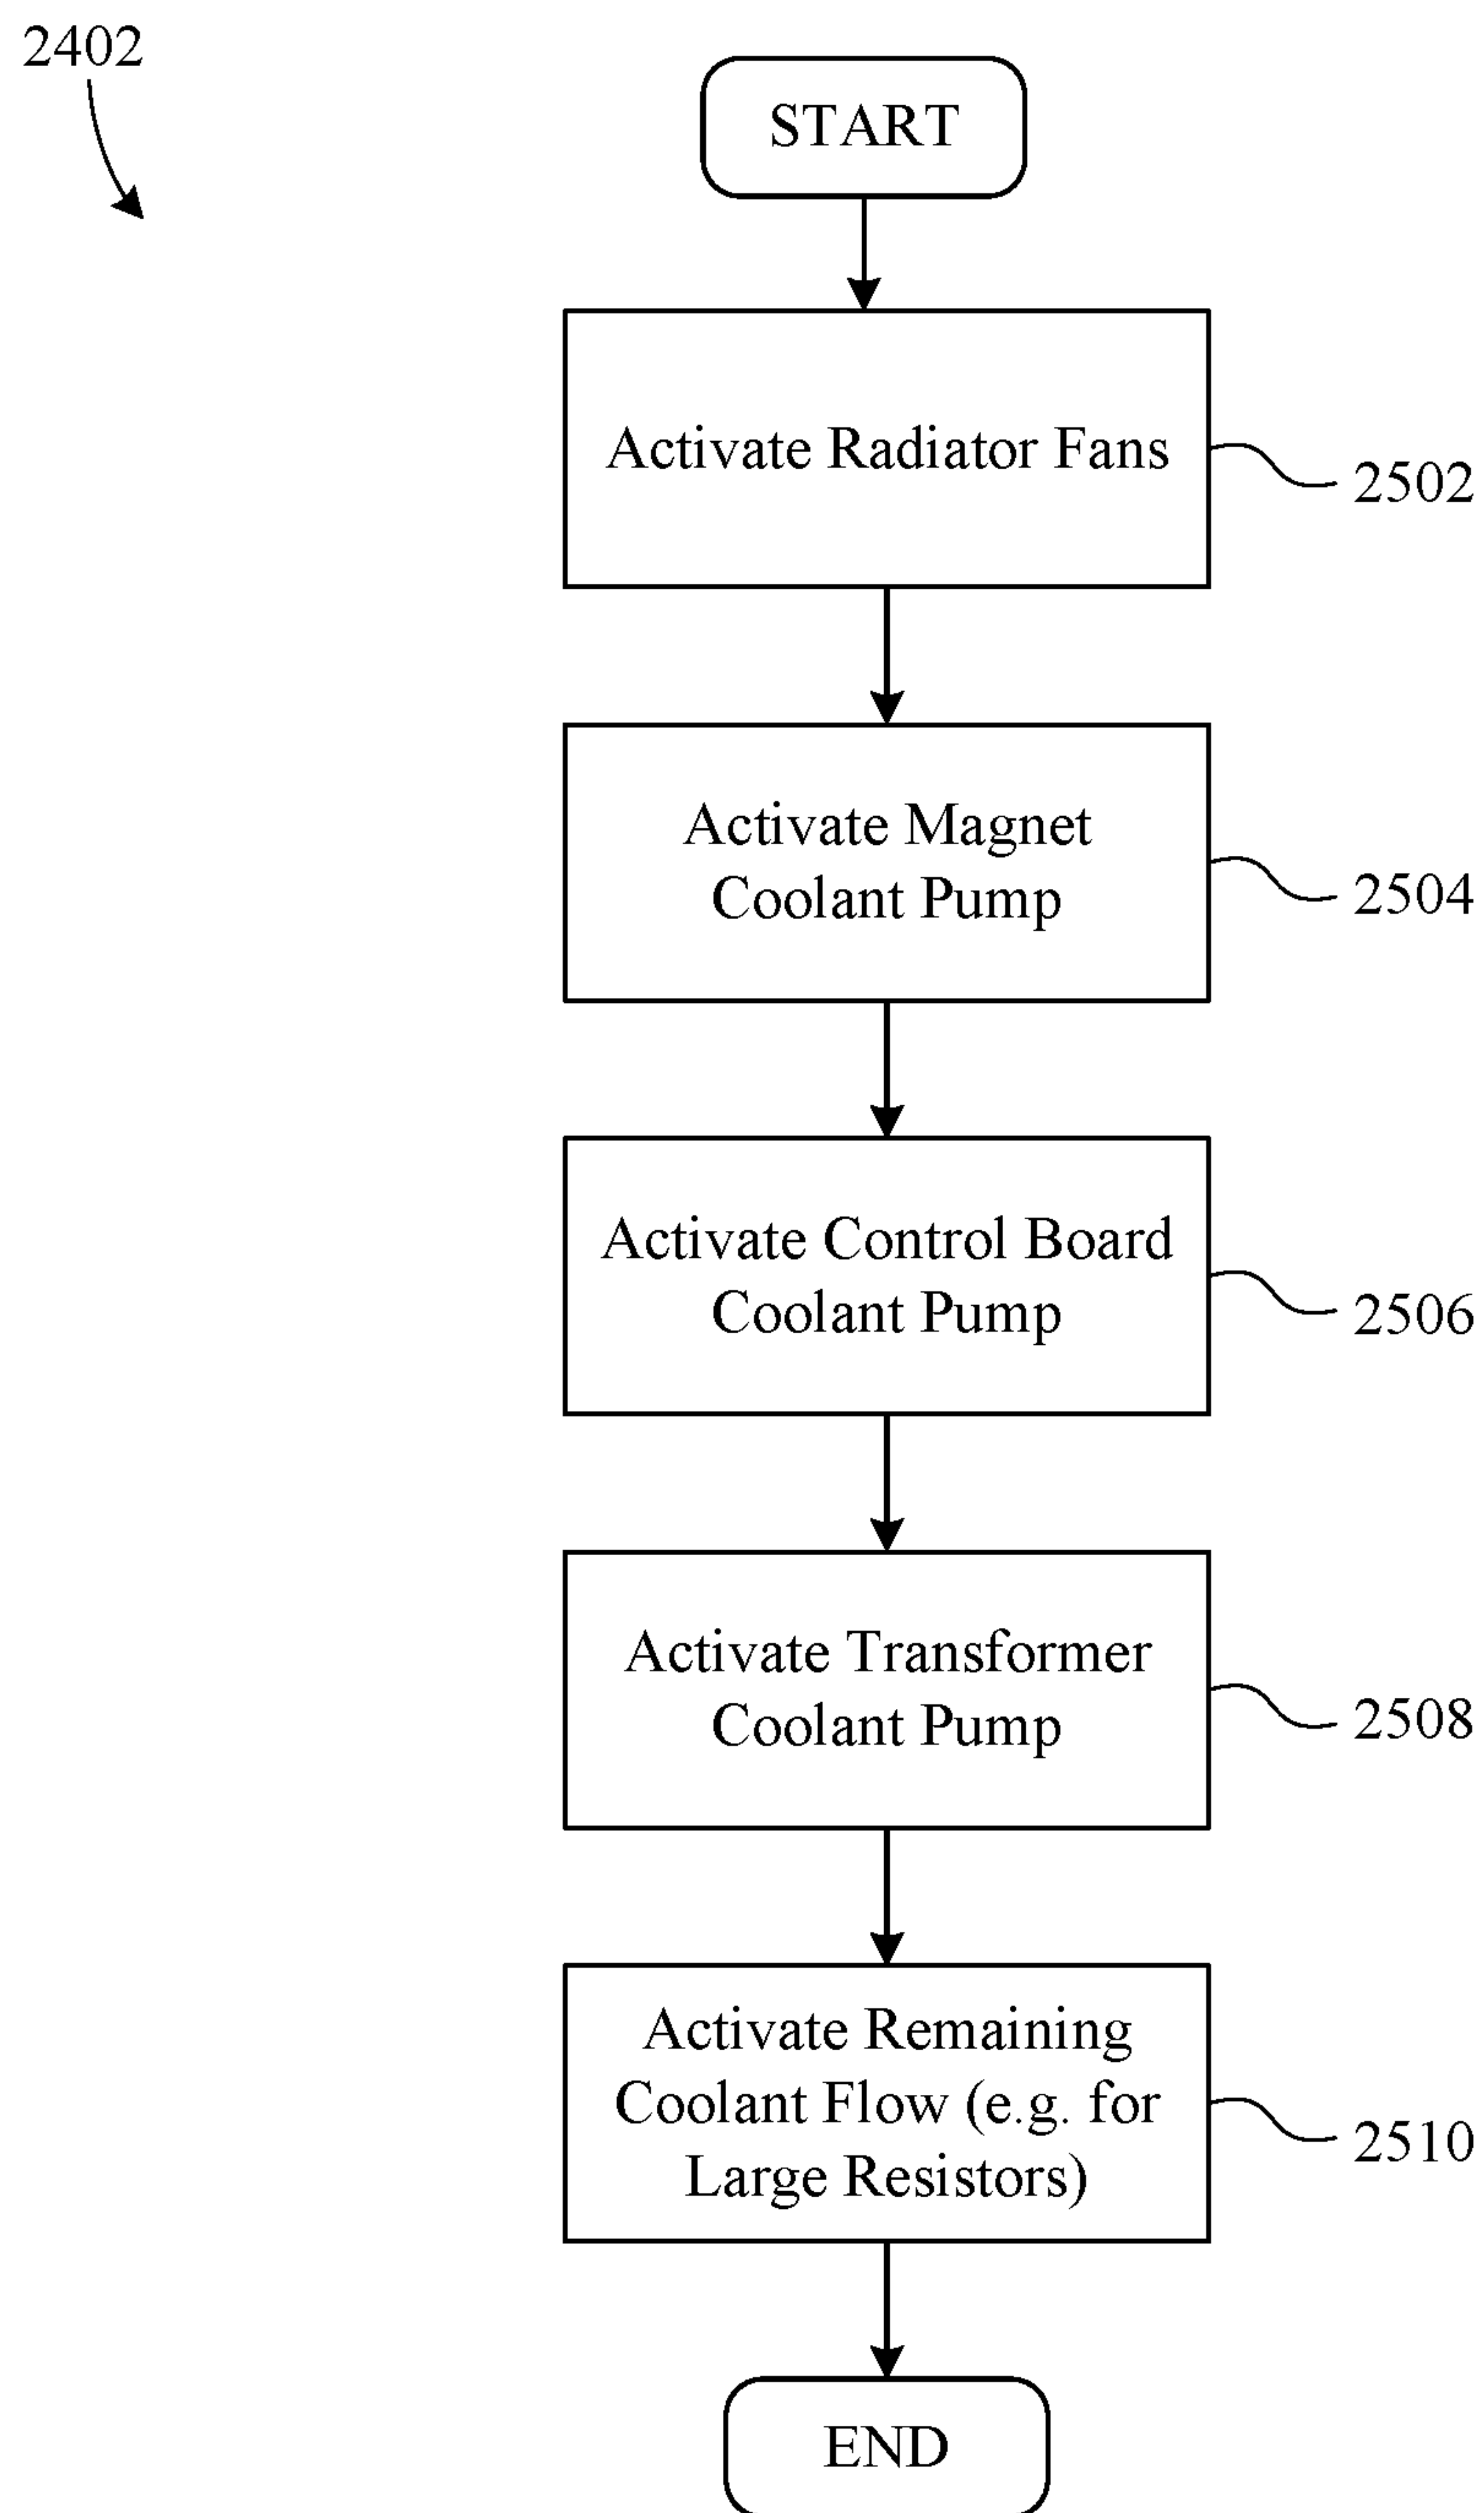 2402
START
Activate Radiator Fans
2502
Activate Magnet
Coolant Pump
2504
Activate Control Board
Coolant Pump
2506
Activate Transformer
Coolant Pump
2508
Activate Remaining
Coolant Flow (e.g. for
Large Resistors)
2510
END